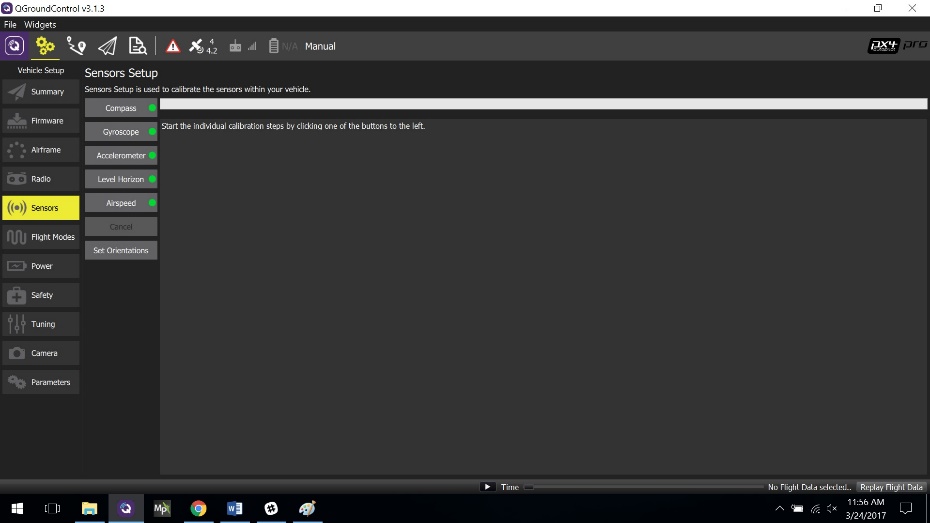 QGroundControl v3.1.3
File Widgets
4
4.2
N/A Manual
px4 pro
Vehicle Setup
Summary
Firmware
Airframe
Radio
Sensors
Flight Modes
Power
Safety
Tuning
Camera
Parameters
Sensors Setup
Sensors Setup is used to calibrate the sensors within your vehicle.
Compass
Gyroscope
Accelerometer
Level Horizon
Airspeed
Cancel
Set Orientations
Start the individual calibration steps by clicking one of the buttons to the left.
Time
No Flight Data selected..
Replay Flight Data
Mp
11:56 AM
3/24/2017